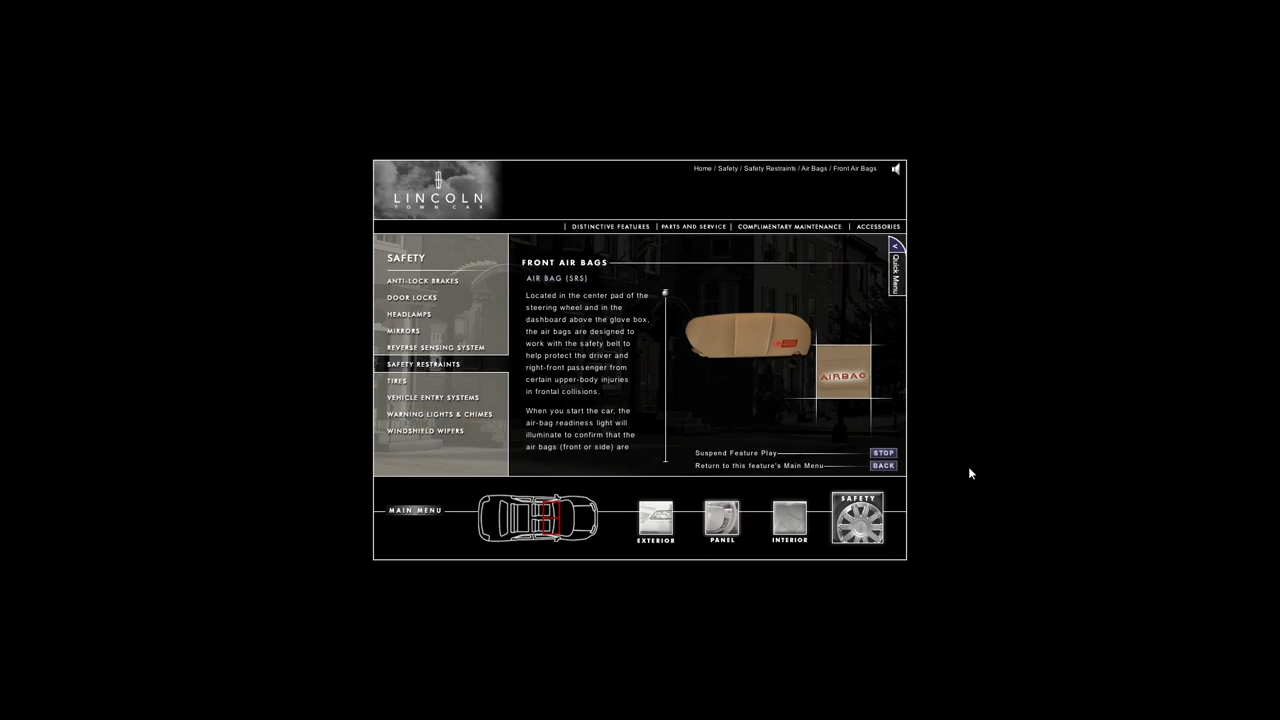 Home / Safety / Safety Restraints / Air Bags / Front Air Bags
LINCOLN
TOWN CAR
DISTINCTIVE FEATURES
PARTS AND SERVICE
COMPLIMENTARY MAINTENANCE
ACCESSORIES
< Quick Menu
SAFETY
ANTI-LOCK BRAKES
DOOR LOCKS
HEADLAMPS
MIRRORS
REVERSE SENSING SYSTEM
SAFETY RESTRAINTS
TIRES
VEHICLE ENTRY SYSTEMS
WARNING LIGHTS & CHIMES
WINDSHIELD WIPERS
FRONT AIR BAGS
AIR BAG (SRS)
Located in the center pad of the
steering wheel and in the
dashboard above the glove box,
the air bags are designed to
work with the safety belt to
help protect the driver and
right-front passenger from
certain upper-body injuries
in frontal collisions.
When you start the car, the
air-bag readiness light will
illuminate to confirm that the
air bags (front or side) are
AIRBAG
Suspend Feature Play
STOP
Return to this feature's Main Menu
BACK
MAIN MENU
EXTERIOR
PANEL
INTERIOR
SAFETY